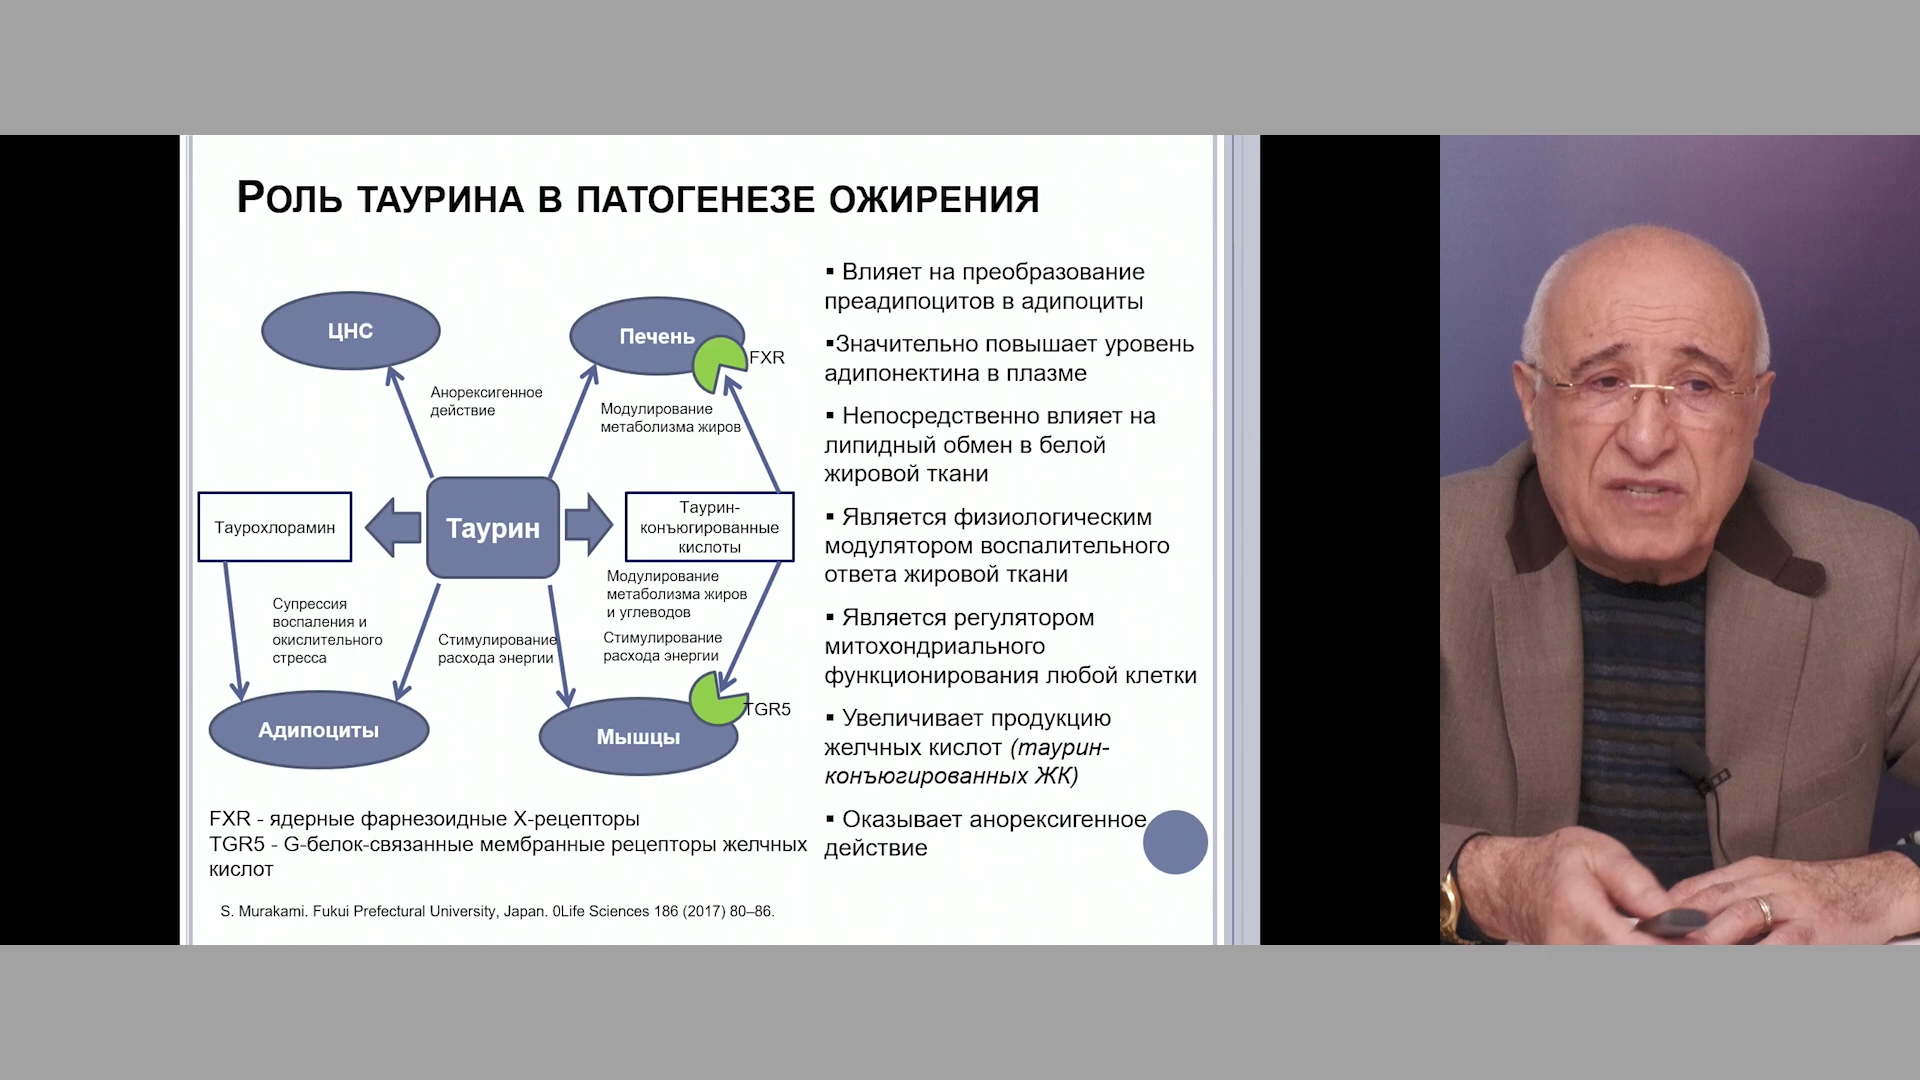 Роль таурина в патогенезе ожирения
ЦНС
Печень
FXR
Анорексигенное
действие
Модулирование
метаболизма жиров
Таурохлорамин
Таурин
Таурин-
конъюгированные
кислоты
Супрессия
воспаления и
окислительного
стресса
Стимулирование
расхода энергии
Модулирование
метаболизма жиров
и углеводов
Стимулирование
расхода энергии
Адипоциты
Мышцы
TGR5
FXR - ядерные фарнезоидные Х-рецепторы
TGR5 - G-белок-связанные мембранные рецепторы желчных
кислот
S. Murakami. Fukui Prefectural University, Japan. 0Life Sciences 186 (2017) 80–86.
▪ Влияет на преобразование
преадипоцитов в адипоциты
▪Значительно повышает уровень
адипонектина в плазме
▪ Непосредственно влияет на
липидный обмен в белой
жировой ткани
▪ Является физиологическим
модулятором воспалительного
ответа жировой ткани
▪ Является регулятором
митохондриального
функционирования любой клетки
▪ Увеличивает продукцию
желчных кислот (таурин-
конъюгированных ЖК)
▪ Оказывает анорексигенное
действие